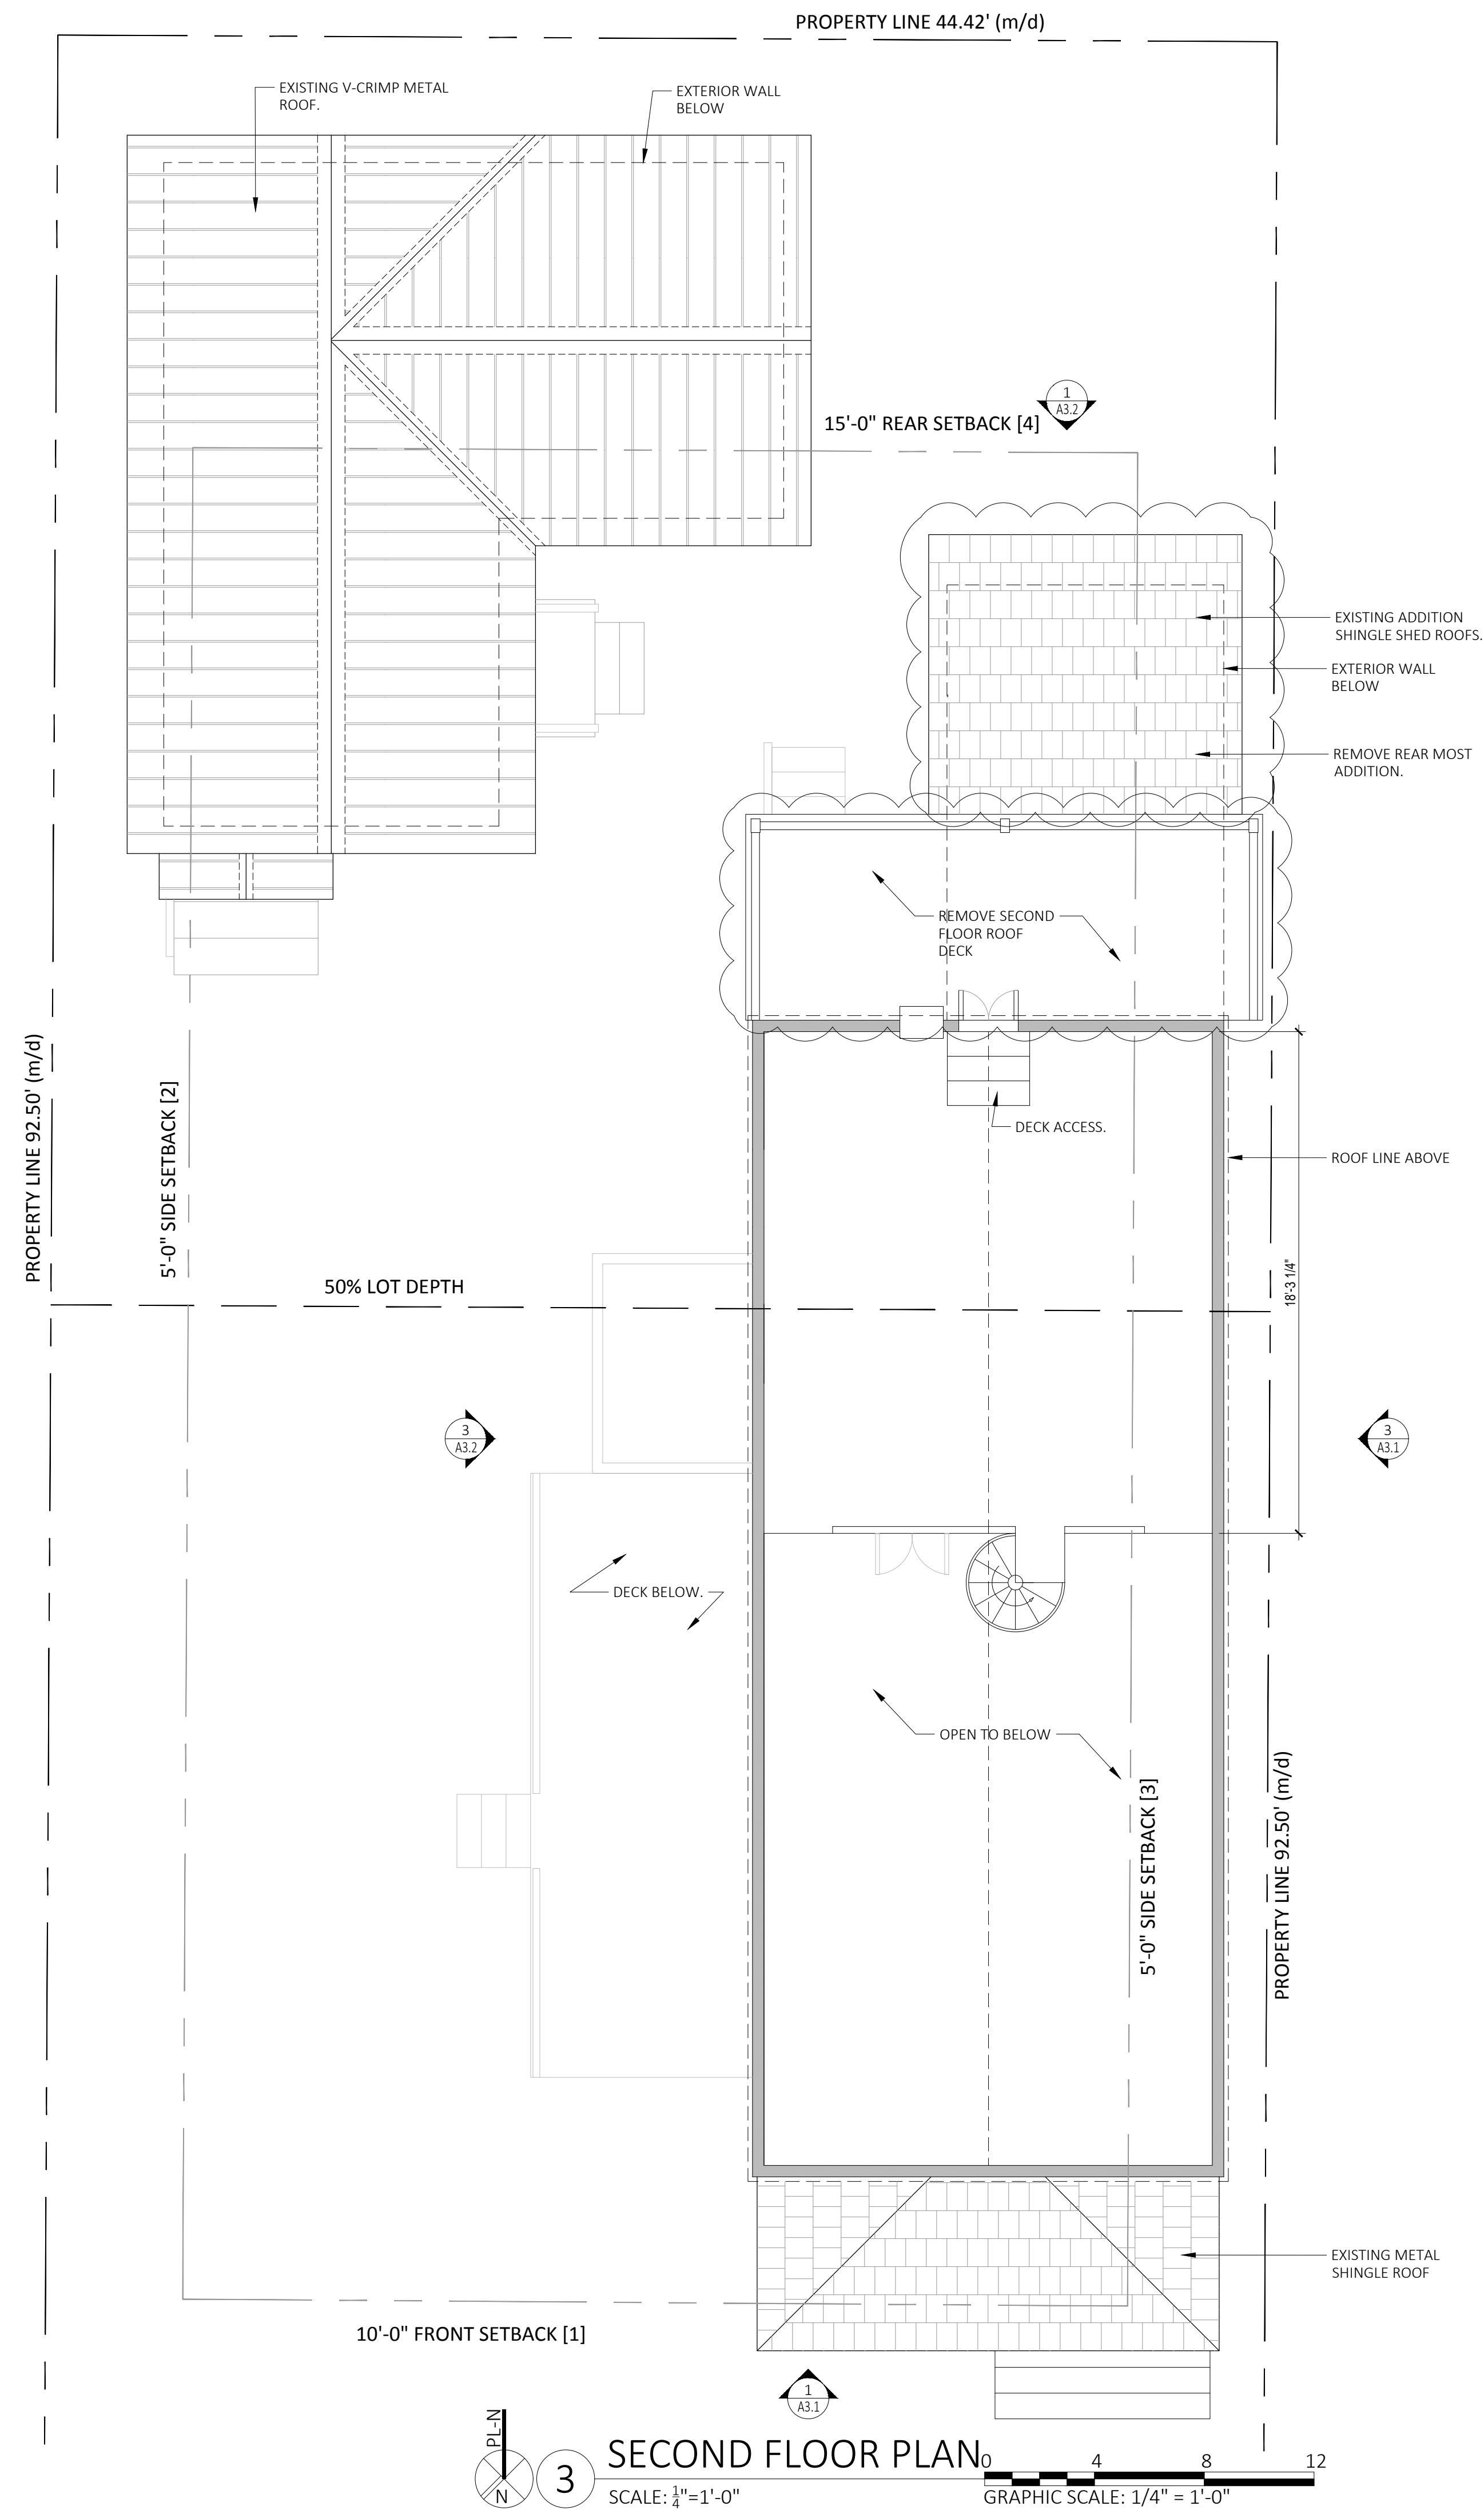 PROPERTY LINE 44.42' (m/d)
EXISTING V-CRIMP METAL
ROOF.
EXTERIOR WALL
BELOW
1
A3.2
15'-0" REAR SETBACK [4]
EXISTING ADDITION
SHINGLE SHED ROOFS.
EXTERIOR WALL
BELOW
REMOVE REAR MOST
ADDITION.
REMOVE SECOND
FLOOR ROOF
DECK
PROPERTY LINE 92.50' (m/d)
5'-0" SIDE SETBACK [2]
DECK ACCESS.
ROOF LINE ABOVE
50% LOT DEPTH
18'-3 1/4"
3
A3.2
3
A3.1
DECK BELOW.
OPEN TO BELOW
5'-0" SIDE SETBACK [3]
PROPERTY LINE 92.50' (m/d)
EXISTING METAL
SHINGLE ROOF
10'-0" FRONT SETBACK [1]
1
A3.1
PL-N
N
3
SECOND FLOOR PLAN
SCALE: 1/4"=1'-0"
0 4 8 12
GRAPHIC SCALE: 1/4" = 1'-0"